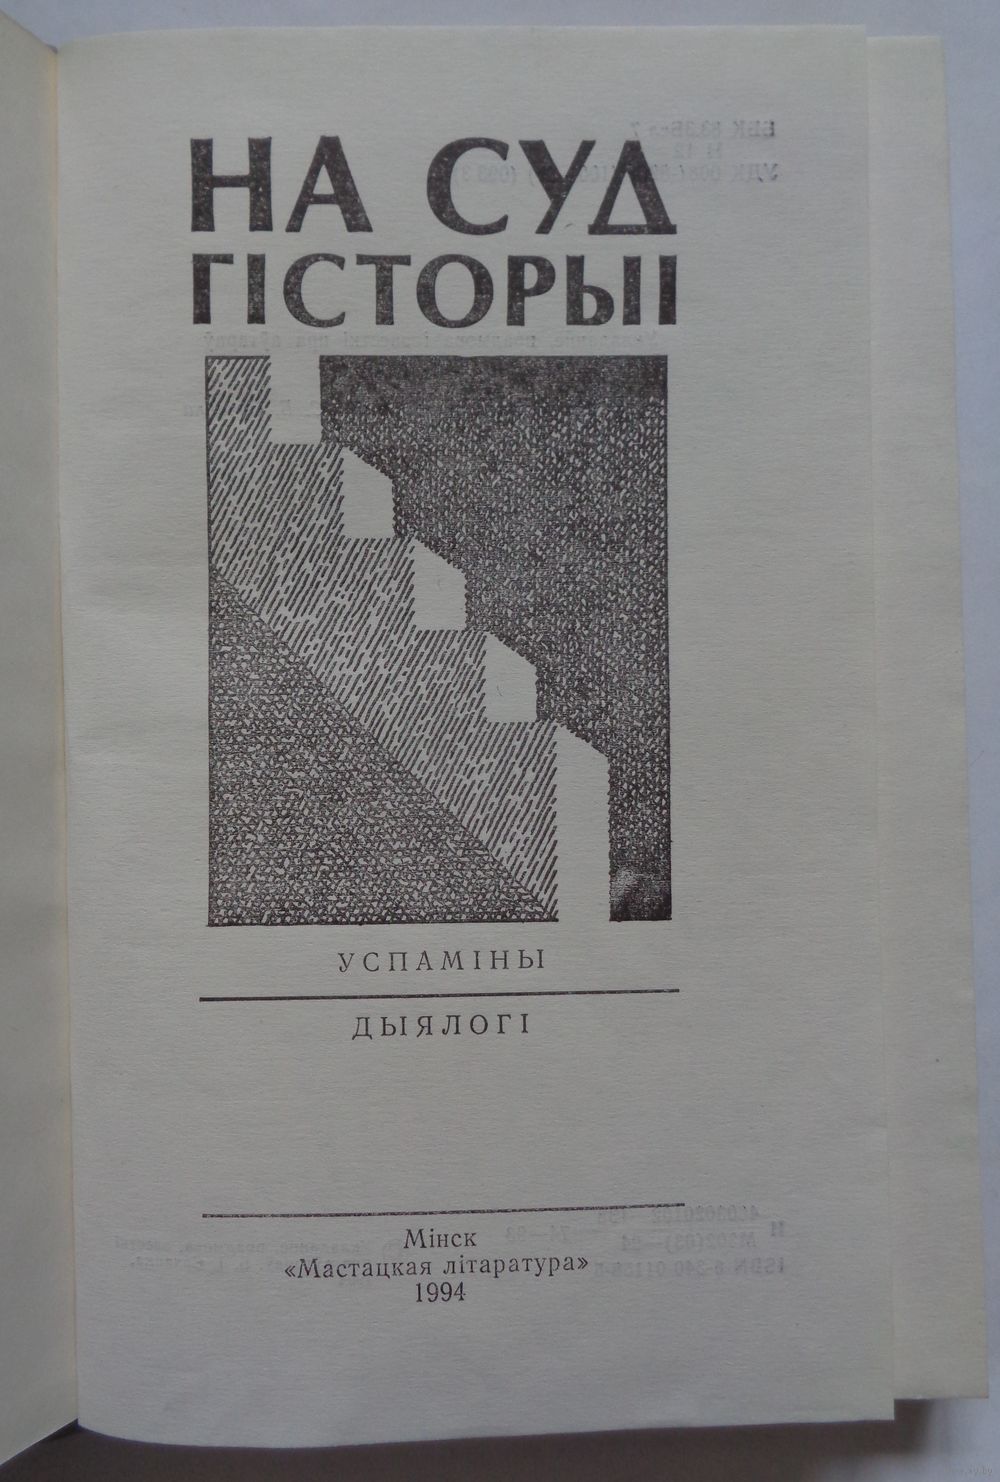 НА СУД
ГІСТОРЫІ
УСПАМІНЫ
ДЫЯЛОГІ
Мінск
«Мастацкая літаратура»
1994